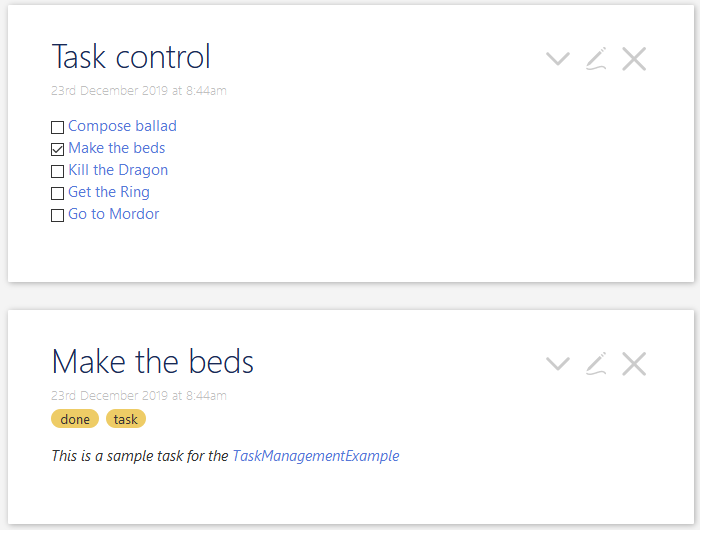 Task control
23rd December 2019 at 8:44am
Compose ballad
Make the beds
Kill the Dragon
Get the Ring
Go to Mordor
Make the beds
23rd December 2019 at 8:44am
done task
This is a sample task for the TaskManagementExample